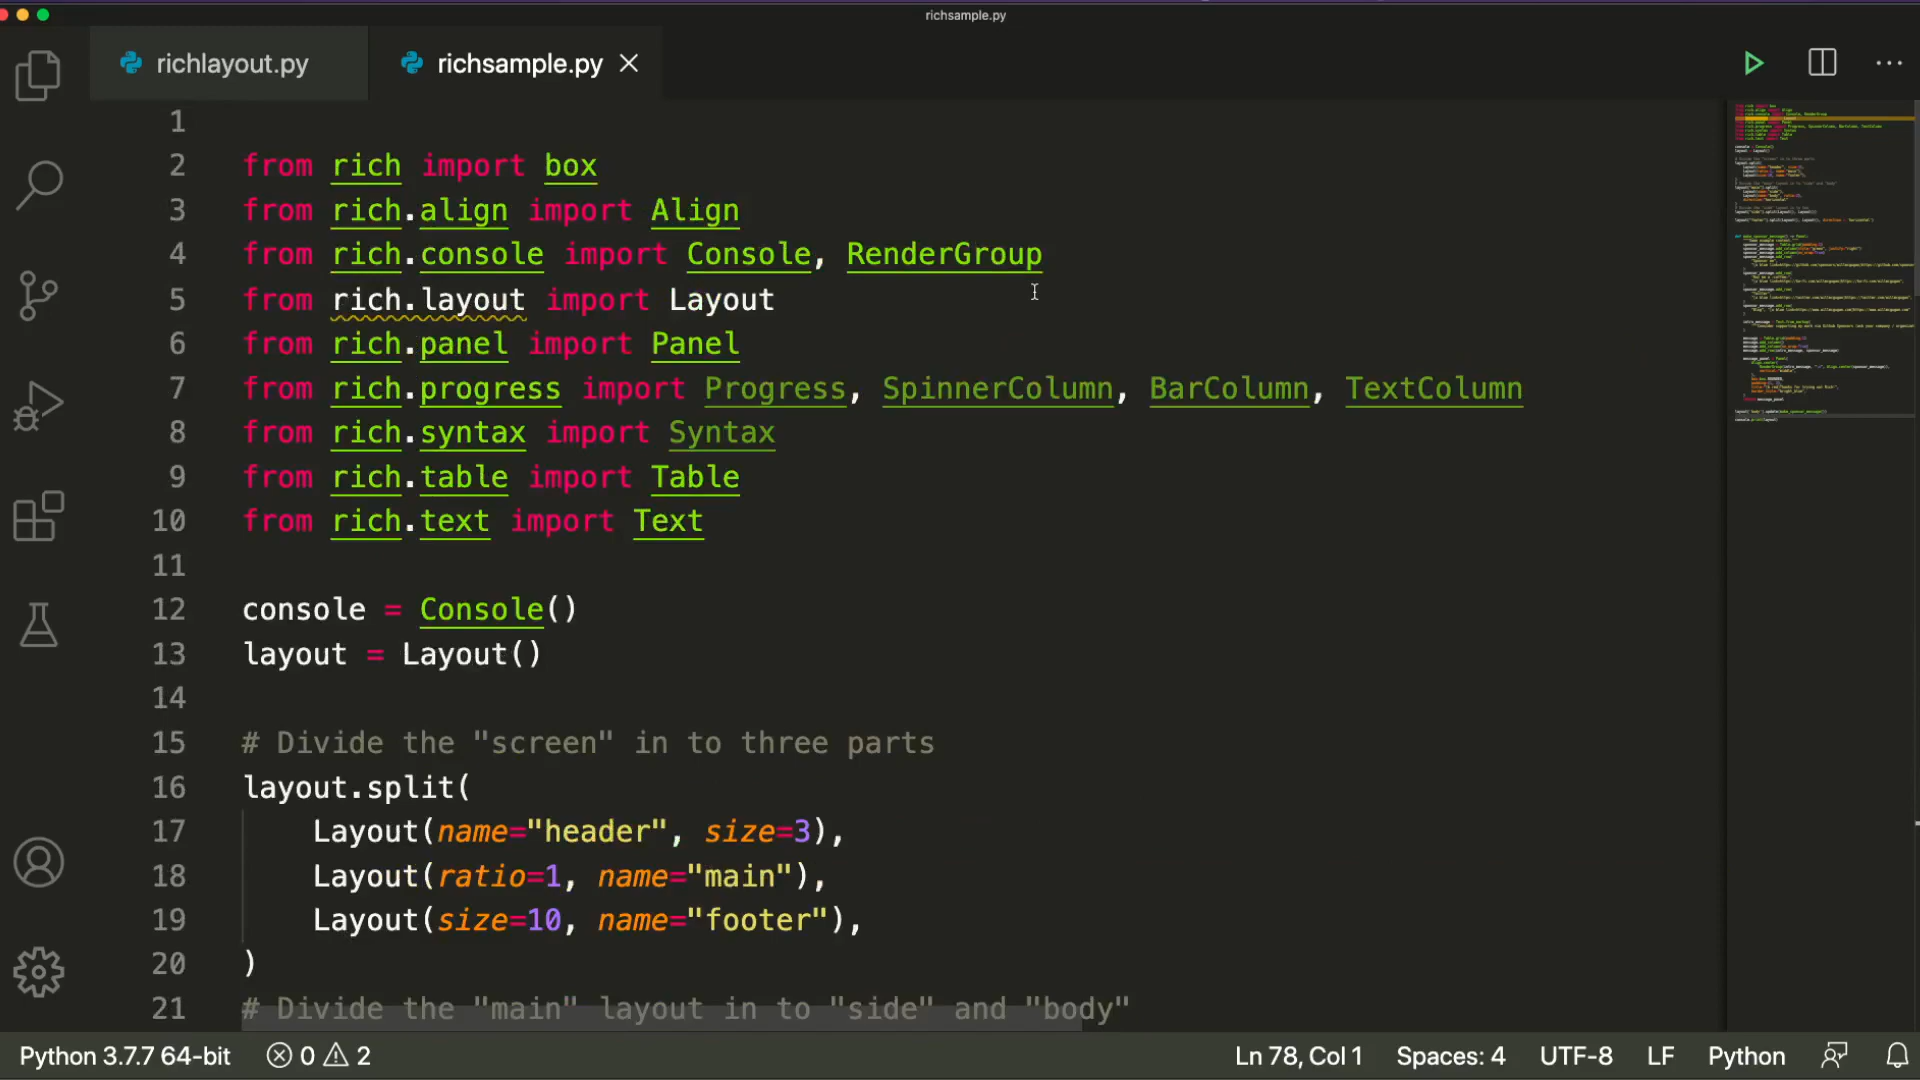 richsample.py
richlayout.py
richsample.py
1
2 from rich import box
3 from rich.align import Align
4 from rich.console import Console, RenderGroup
5 from rich.layout import Layout
6 from rich.panel import Panel
7 from rich.progress import Progress, SpinnerColumn, BarColumn, TextColumn
8 from rich.syntax import Syntax
9 from rich.table import Table
10 from rich.text import Text
11
12 console = Console()
13 layout = Layout()
14
15 # Divide the "screen" in to three parts
16 layout.split(
17 Layout(name="header", size=3),
18 Layout(ratio=1, name="main"),
19 Layout(size=10, name="footer"),
20 )
21 # Divide the "main" layout in to "side" and "body"
Python 3.7.7 64-bit 0 2 Ln 78, Col 1 Spaces: 4 UTF-8 LF Python